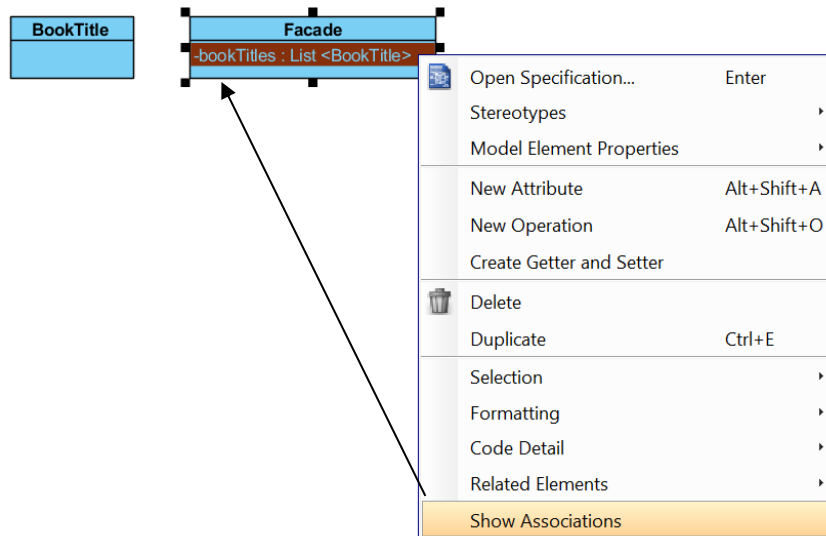 BookTitle
Facade
-bookTitles : List <BookTitle>
Open Specification... Enter
Stereotypes
Model Element Properties
New Attribute Alt+Shift+A
New Operation Alt+Shift+O
Create Getter and Setter
Delete
Duplicate Ctrl+E
Selection
Formatting
Code Detail
Related Elements
Show Associations